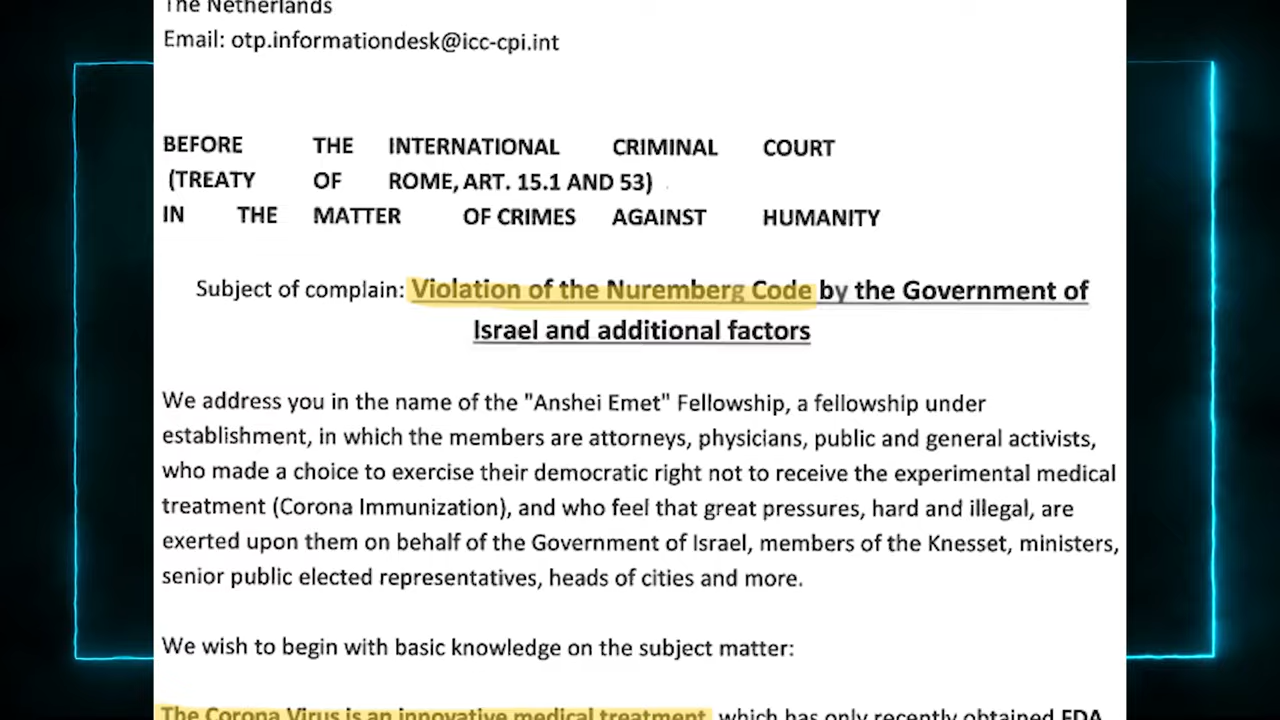 The Netherlands
Email: otp.informationdesk@icc-cpi.int
BEFORE THE INTERNATIONAL CRIMINAL COURT
(TREATY OF ROME, ART. 15.1 AND 53)
IN THE MATTER OF CRIMES AGAINST HUMANITY
Subject of complain: Violation of the Nuremberg Code by the Government of
Israel and additional factors
We address you in the name of the "Anshei Emet" Fellowship, a fellowship under
establishment, in which the members are attorneys, physicians, public and general activists,
who made a choice to exercise their democratic right not to receive the experimental medical
treatment (Corona Immunization), and who feel that great pressures, hard and illegal, are
exerted upon them on behalf of the Government of Israel, members of the Knesset, ministers,
senior public elected representatives, heads of cities and more.
We wish to begin with basic knowledge on the subject matter:
The Corona Virus is an innovative medical treatment, which has only recently obtained FDA